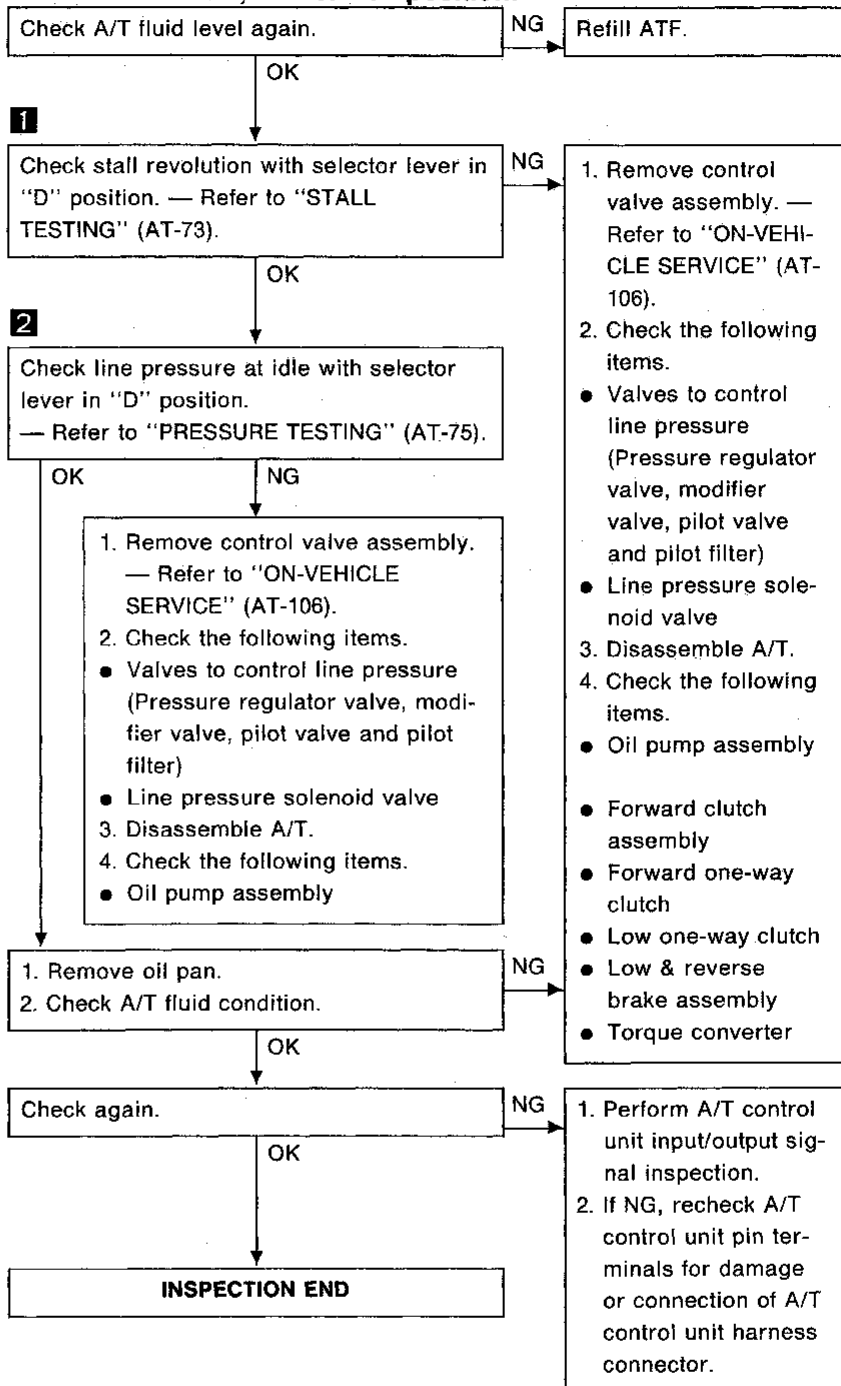 Check A/T fluid level again.
NG
Refill ATF.
OK
1
Check stall revolution with selector lever in
"D" position. — Refer to "STALL
TESTING" (AT-73).
NG
1. Remove control
valve assembly. —
Refer to "ON-VEHI-
CLE SERVICE" (AT-
106).
2. Check the following
items.
● Valves to control
line pressure
(Pressure regulator
valve, modifier
valve, pilot valve
and pilot filter)
● Line pressure sole-
noid valve
3. Disassemble A/T.
4. Check the following
items.
● Oil pump assembly
● Forward clutch
assembly
● Forward one-way
clutch
● Low one-way clutch
● Low & reverse
brake assembly
● Torque converter
OK
2
Check line pressure at idle with selector
lever in "D" position.
— Refer to "PRESSURE TESTING" (AT-75).
OK
NG
1. Remove control valve assembly.
— Refer to "ON-VEHICLE
SERVICE" (AT-106).
2. Check the following items.
● Valves to control line pressure
(Pressure regulator valve, modi-
fier valve, pilot valve and pilot
filter)
● Line pressure solenoid valve
3. Disassemble A/T.
4. Check the following items.
● Oil pump assembly
1. Remove oil pan.
2. Check A/T fluid condition.
NG
OK
Check again.
NG
1. Perform A/T control
unit input/output sig-
nal inspection.
2. If NG, recheck A/T
control unit pin ter-
minals for damage
or connection of A/T
control unit harness
connector.
OK
INSPECTION END